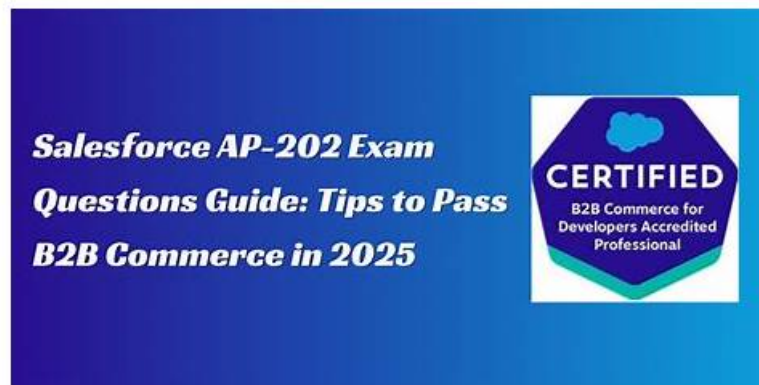 Salesforce AP-202 Exam
Questions Guide: Tips to Pass
B2B Commerce in 2025
CERTIFIED
B2B Commerce for
Developers Accredited
Professional